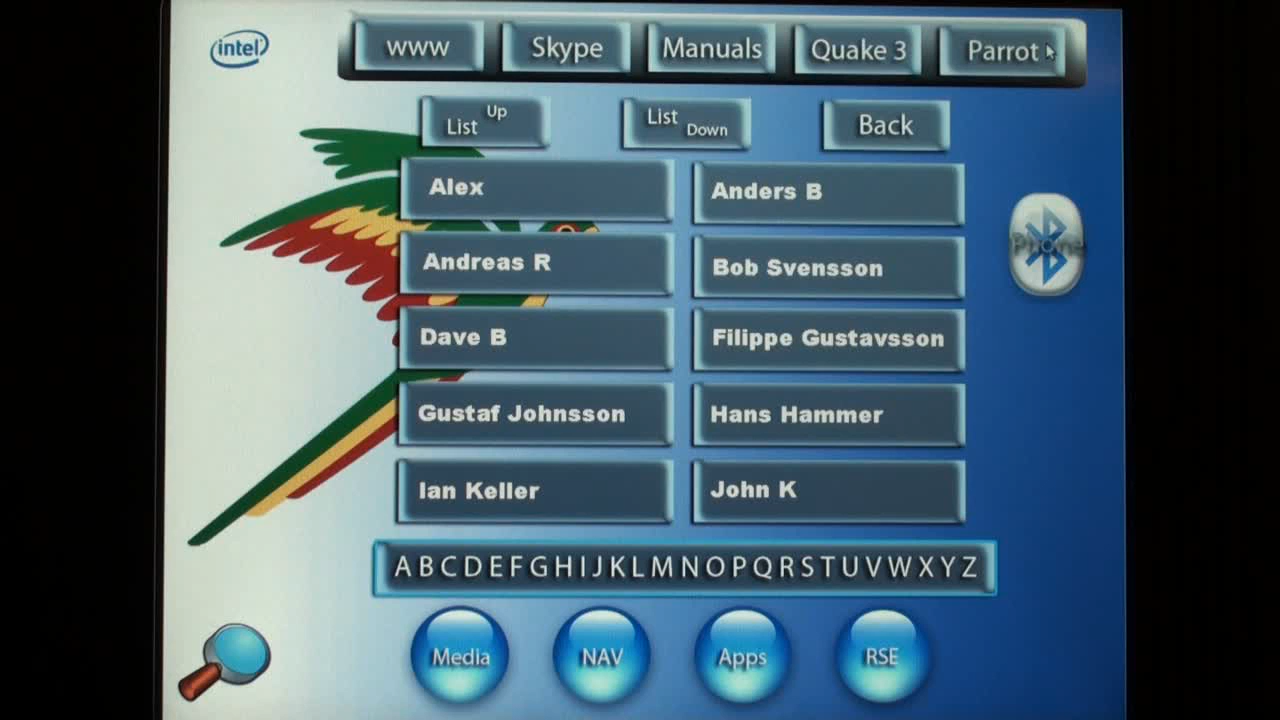 intel
www Skype Manuals Quake 3 Parrot
List Up List Down Back
Alex Anders B
Andreas R Bob Svensson
Phone
Dave B Filippe Gustavsson
Gustaf Johnsson Hans Hammer
Ian Keller John K
A B C D E F G H I J K L M N O P Q R S T U V W X Y Z
Media NAV Apps RSE